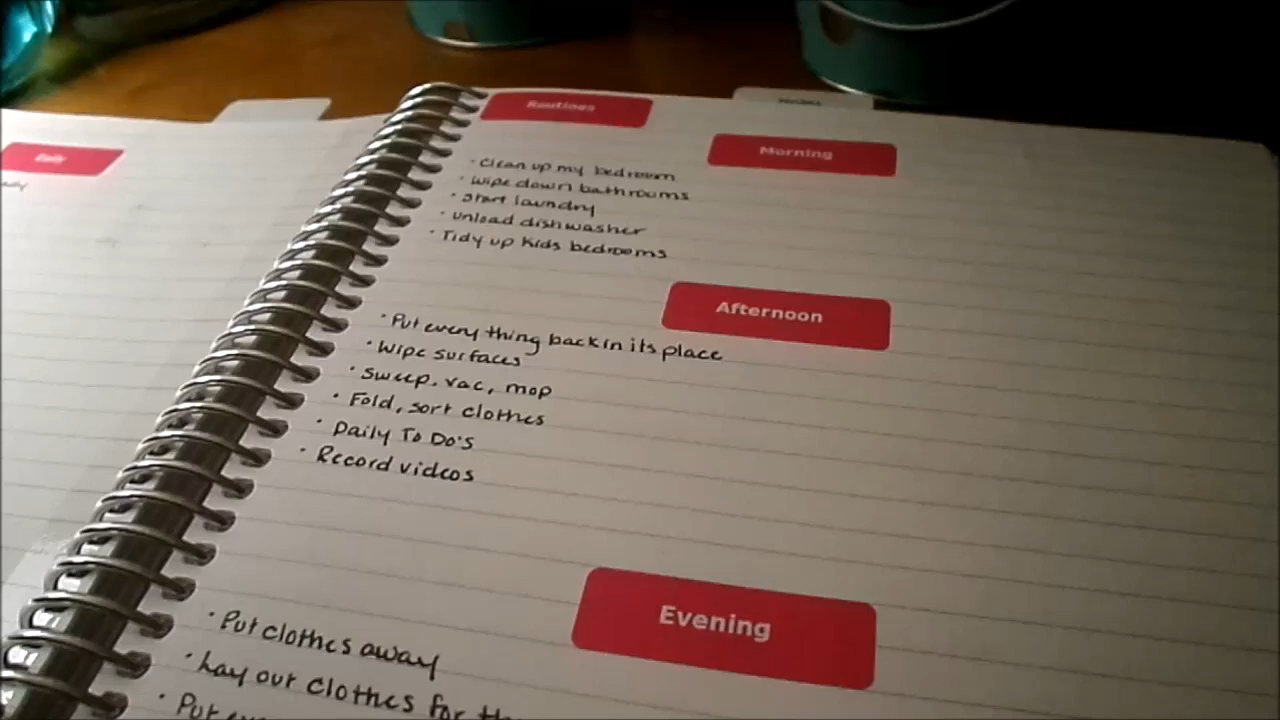 Routines
Morning
· Clean up my bedroom
· Wipe down bathrooms
· Start laundry
· Unload dishwasher
· Tidy up kids bedrooms
Afternoon
· Put every thing back in its place
· Wipe surfaces
· Sweep, vac, mop
· Fold, sort clothes
· Daily To Do's
· Record videos
Evening
· Put clothes away
· Lay out clothes for
· Put